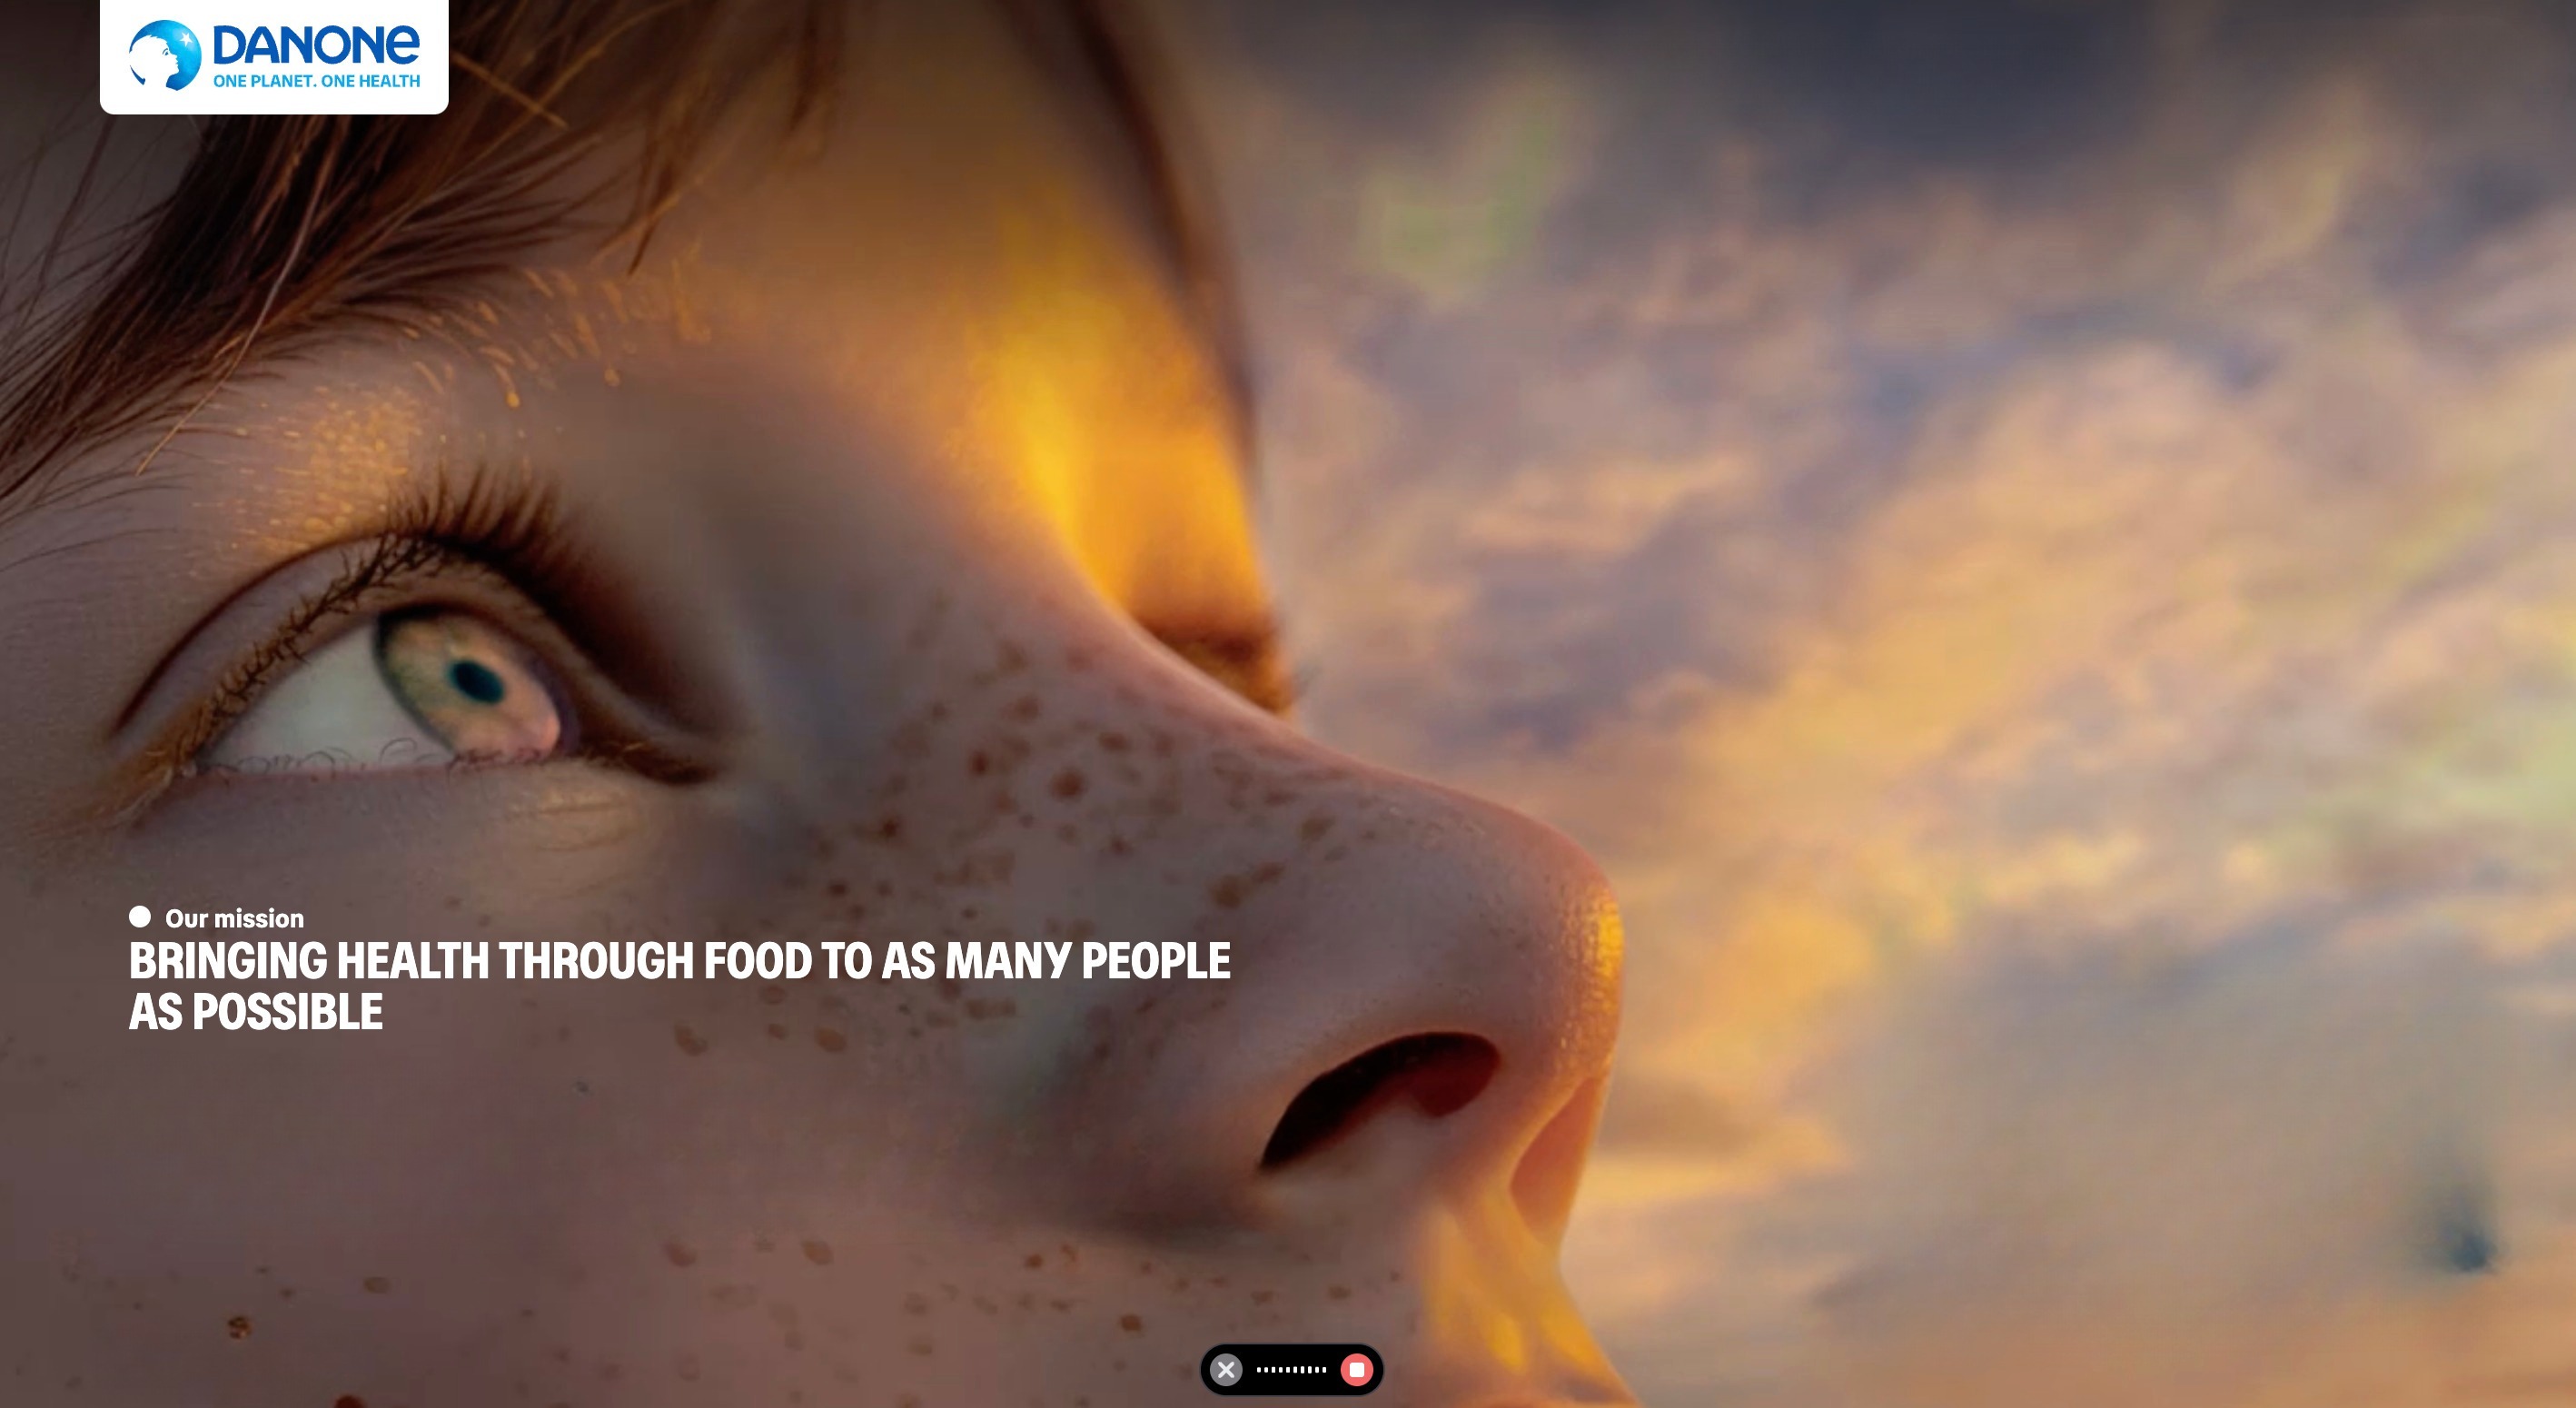 DANONE
ONE PLANET. ONE HEALTH
Our mission
BRINGING HEALTH THROUGH FOOD TO AS MANY PEOPLE
AS POSSIBLE